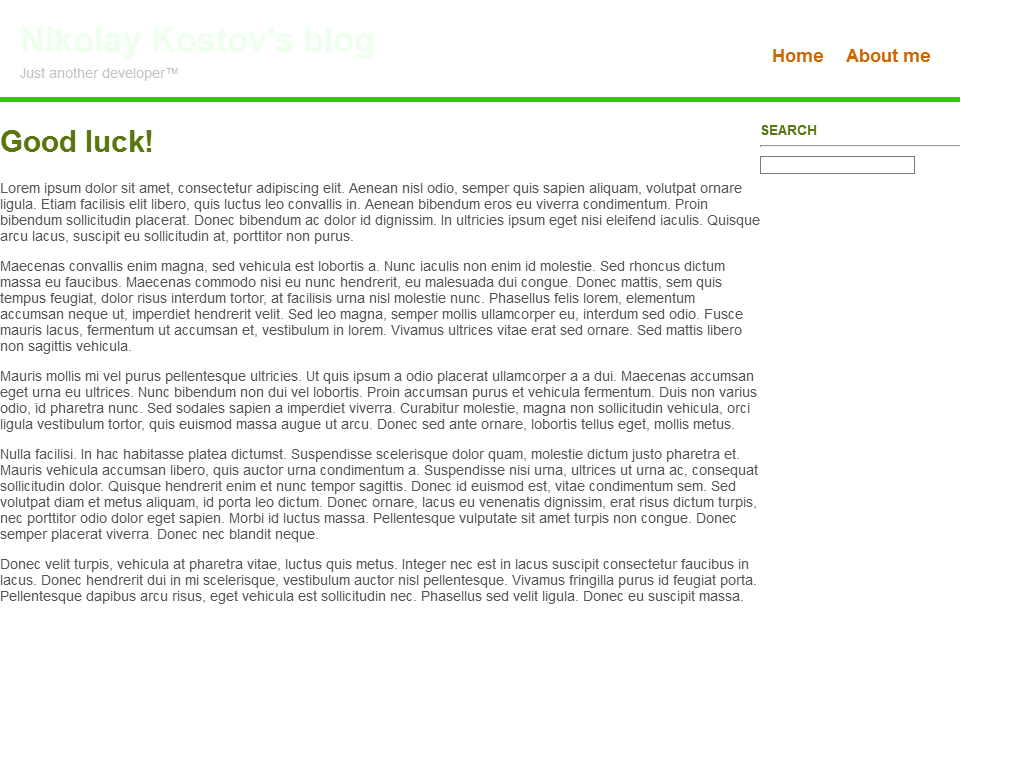 Nikolay Kostov's blog
Just another developer™
Home About me
Good luck!
SEARCH
Lorem ipsum dolor sit amet, consectetur adipiscing elit. Aenean nisl odio, semper quis sapien aliquam, volutpat ornare
ligula. Etiam facilisis elit libero, quis luctus leo convallis in. Aenean bibendum eros eu viverra condimentum. Proin
bibendum sollicitudin placerat. Donec bibendum ac dolor id dignissim. In ultricies ipsum eget nisi eleifend iaculis. Quisque
arcu lacus, suscipit eu sollicitudin at, porttitor non purus.
Maecenas convallis enim magna, sed vehicula est lobortis a. Nunc iaculis non enim id molestie. Sed rhoncus dictum
massa eu faucibus. Maecenas commodo nisi eu nunc hendrerit, eu malesuada dui congue. Donec mattis, sem quis
tempus feugiat, dolor risus interdum tortor, at facilisis urna nisl molestie nunc. Phasellus felis lorem, elementum
accumsan neque ut, imperdiet hendrerit velit. Sed leo magna, semper mollis ullamcorper eu, interdum sed odio. Fusce
mauris lacus, fermentum ut accumsan et, vestibulum in lorem. Vivamus ultrices vitae erat sed ornare. Sed mattis libero
non sagittis vehicula.
Mauris mollis mi vel purus pellentesque ultricies. Ut quis ipsum a odio placerat ullamcorper a a dui. Maecenas accumsan
eget urna eu ultrices. Nunc bibendum non dui vel lobortis. Proin accumsan purus et vehicula fermentum. Duis non varius
odio, id pharetra nunc. Sed sodales sapien a imperdiet viverra. Curabitur molestie, magna non sollicitudin vehicula, orci
ligula vestibulum tortor, quis euismod massa augue ut arcu. Donec sed ante ornare, lobortis tellus eget, mollis metus.
Nulla facilisi. In hac habitasse platea dictumst. Suspendisse scelerisque dolor quam, molestie dictum justo pharetra et.
Mauris vehicula accumsan libero, quis auctor urna condimentum a. Suspendisse nisi urna, ultrices ut urna ac, consequat
sollicitudin dolor. Quisque hendrerit enim et nunc tempor sagittis. Donec id euismod est, vitae condimentum sem. Sed
volutpat diam et metus aliquam, id porta leo dictum. Donec ornare, lacus eu venenatis dignissim, erat risus dictum turpis,
nec porttitor odio dolor eget sapien. Morbi id luctus massa. Pellentesque vulputate sit amet turpis non congue. Donec
semper placerat viverra. Donec nec blandit neque.
Donec velit turpis, vehicula at pharetra vitae, luctus quis metus. Integer nec est in lacus suscipit consectetur faucibus in
lacus. Donec hendrerit dui in mi scelerisque, vestibulum auctor nisl pellentesque. Vivamus fringilla purus id feugiat porta.
Pellentesque dapibus arcu risus, eget vehicula est sollicitudin nec. Phasellus sed velit ligula. Donec eu suscipit massa.